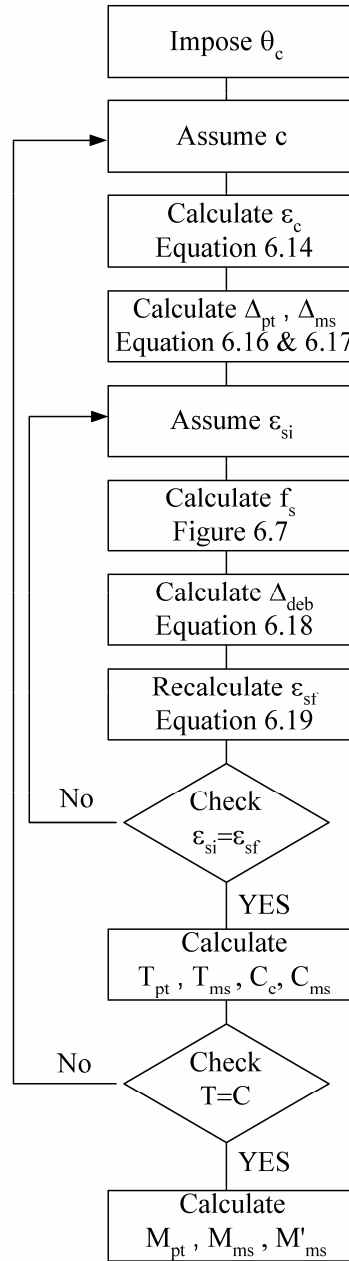 Impose θc
Assume c
Calculate εc
Equation 6.14
Calculate Δpt , Δms
Equation 6.16 & 6.17
Assume εsi
Calculate fs
Figure 6.7
Calculate Δdeb
Equation 6.18
Recalculate εsf
Equation 6.19
No
Check
εsi=εsf
YES
Calculate
Tpt , Tms , Cc, Cms
No
Check
T=C
YES
Calculate
Mpt , Mms , M'ms